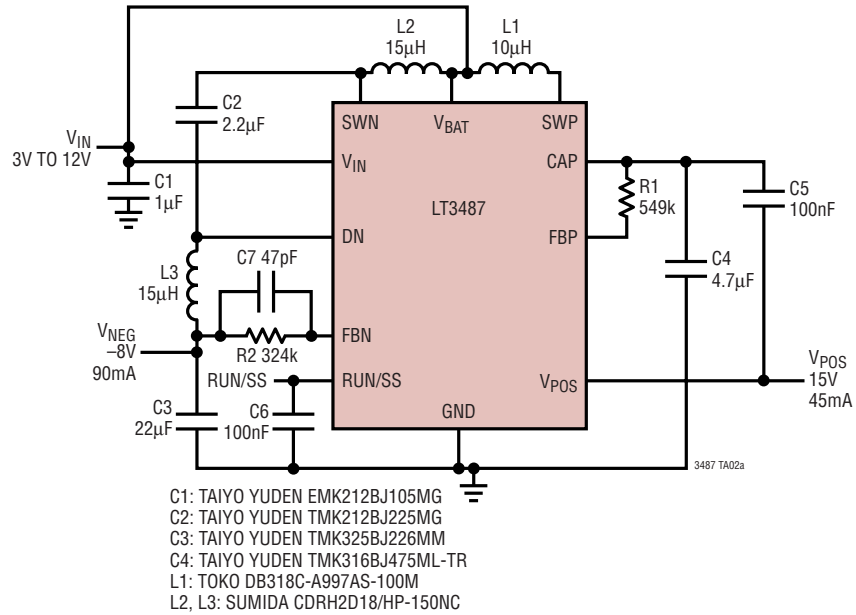 L2
15µH
L1
10µH
C2
2.2µF
SWN
VBAT
SWP
VIN
3V TO 12V
VIN
CAP
C1
1µF
R1
549k
C5
100nF
LT3487
DN
FBP
C7 47pF
L3
15µH
C4
4.7µF
VNEG
–8V
90mA
R2 324k
FBN
RUN/SS
RUN/SS
VPOS
VPOS
15V
45mA
C3
22µF
C6
100nF
GND
3487 TA02a
C1: TAIYO YUDEN EMK212BJ105MG
C2: TAIYO YUDEN TMK212BJ225MG
C3: TAIYO YUDEN TMK325BJ226MM
C4: TAIYO YUDEN TMK316BJ475ML-TR
L1: TOKO DB318C-A997AS-100M
L2, L3: SUMIDA CDRH2D18/HP-150NC